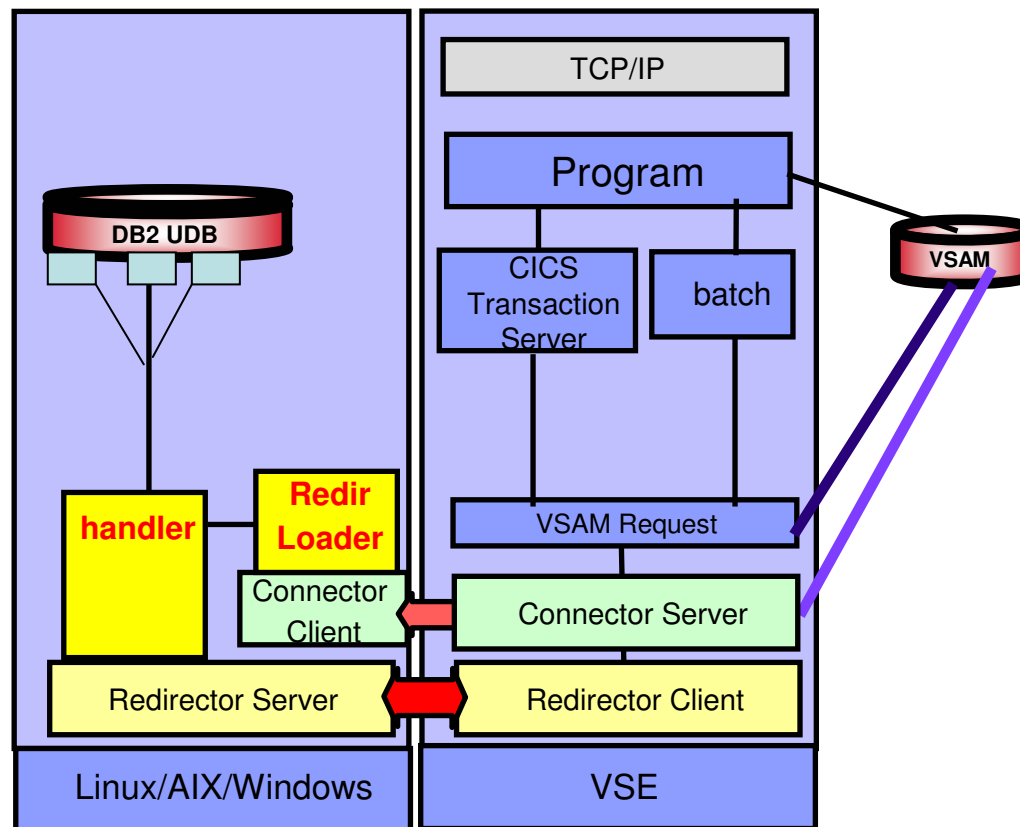 TCP/IP
Program
DB2 UDB
VSAM
CICS
Transaction
Server
batch
handler
Redir
Loader
VSAM Request
Connector
Client
Connector Server
Redirector Server
Redirector Client
Linux/AIX/Windows
VSE